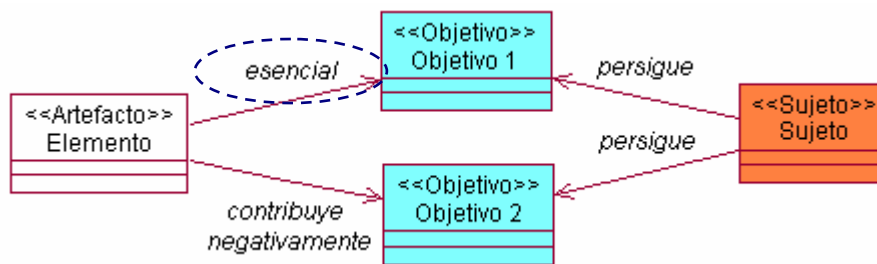 <<Objetivo>>
Objetivo 1
esencial
persigue
<<Artefacto>>
Elemento
<<Sujeto>>
Sujeto
persigue
<<Objetivo>>
Objetivo 2
contribuye
negativamente